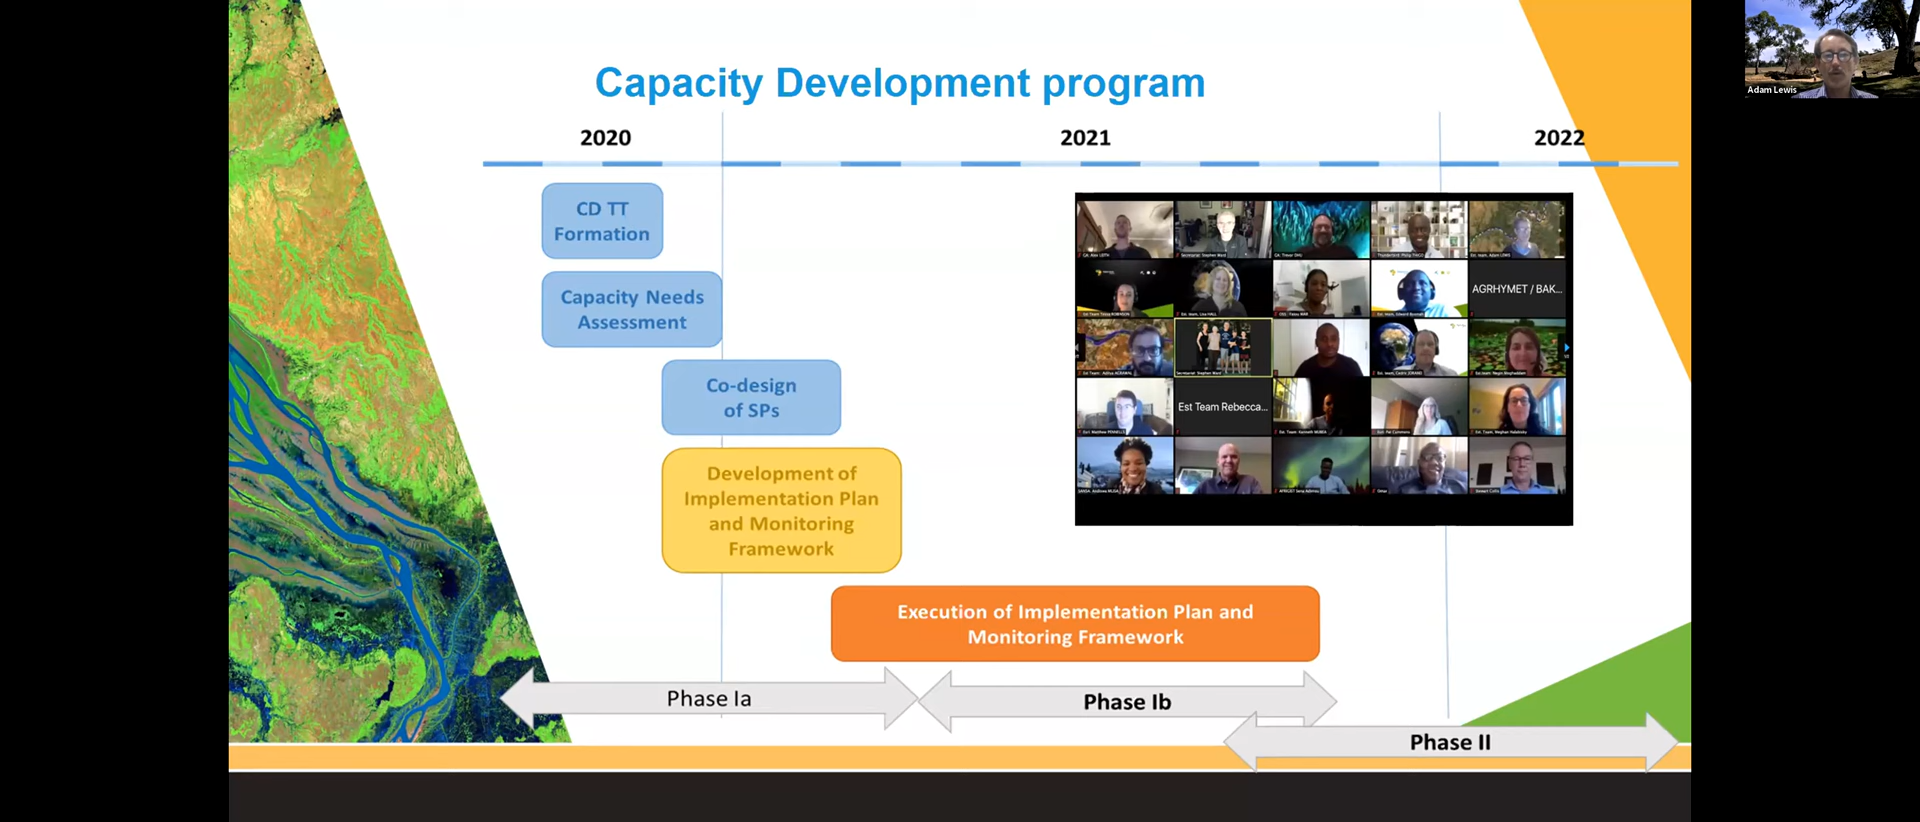 Capacity Development program
Adam Lewis
2020
2021
2022
CD TT
Formation
Capacity Needs
Assessment
Co-design
of SPs
Development of
Implementation Plan
and Monitoring
Framework
Execution of Implementation Plan and
Monitoring Framework
AGRHYMET / BAK...
Est Team Rebecca...
Phase Ia
Phase Ib
Phase II